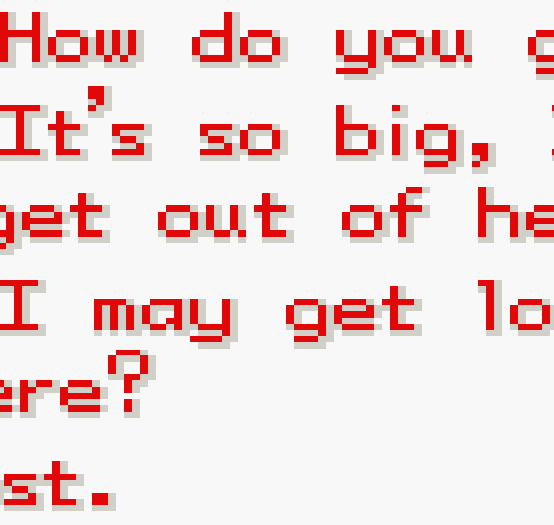 How do you g
It's so big,
get out of he
I may get lo
ere?
st.